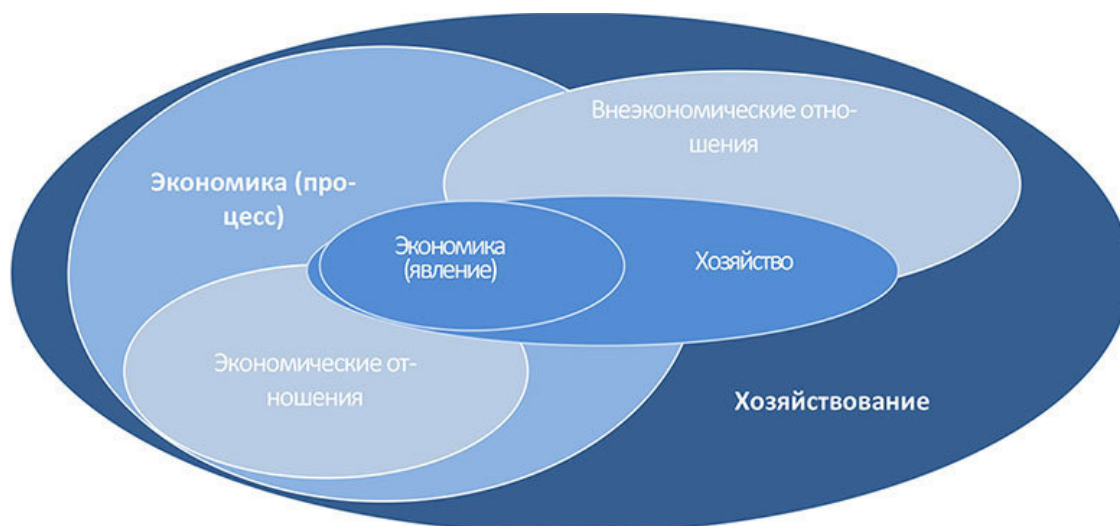 Внеэкономические отно-
шения
Экономика (про-
цесс)
Экономика
(явление)
Хозяйство
Экономические от-
ношения
Хозяйствование